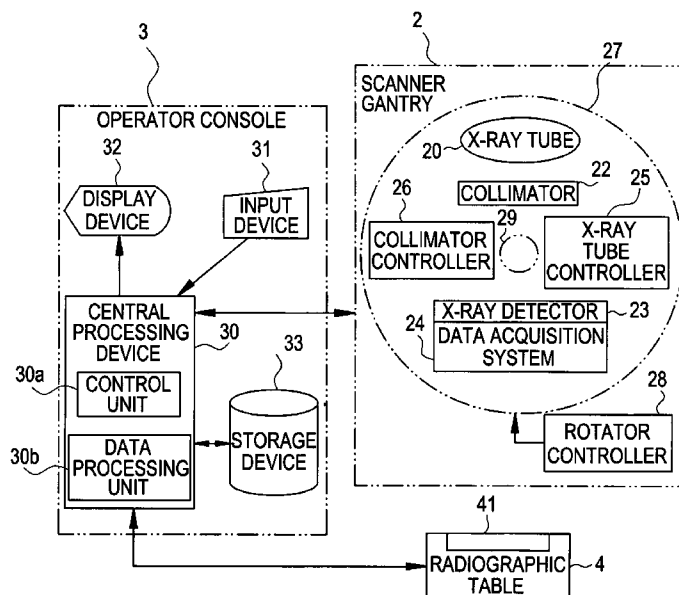 3
OPERATOR CONSOLE
32
DISPLAY
DEVICE
31
INPUT
DEVICE
CENTRAL
PROCESSING
DEVICE
30
30a
CONTROL
UNIT
30b
DATA
PROCESSING
UNIT
33
STORAGE
DEVICE
2
27
SCANNER
GANTRY
20
X-RAY TUBE
22
COLLIMATOR
26
COLLIMATOR
CONTROLLER
29
25
X-RAY
TUBE
CONTROLLER
X-RAY DETECTOR
23
24
DATA ACQUISITION
SYSTEM
28
ROTATOR
CONTROLLER
41
RADIOGRAPHIC
TABLE
4